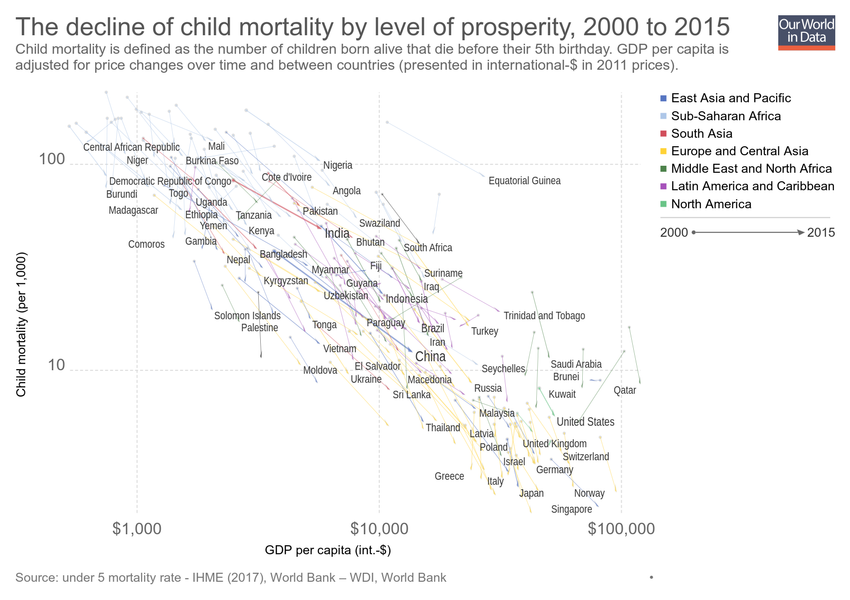 The decline of child mortality by level of prosperity, 2000 to 2015
Our World
in Data
Child mortality is defined as the number of children born alive that die before their 5th birthday. GDP per capita is
adjusted for price changes over time and between countries (presented in international-$ in 2011 prices).
East Asia and Pacific
Sub-Saharan Africa
South Asia
Europe and Central Asia
Middle East and North Africa
Latin America and Caribbean
North America
2000 2015
Child mortality (per 1,000)
100
10
Central African Republic
Mali
Niger
Burkina Faso
Nigeria
Democratic Republic of Congo
Cote d'Ivoire
Equatorial Guinea
Burundi
Togo
Angola
Uganda
Madagascar
Ethiopia
Tanzania
Pakistan
Yemen
Kenya
India
Swaziland
Comoros
Gambia
Bhutan
South Africa
Nepal
Bangladesh
Myanmar
Fiji
Suriname
Kyrgyzstan
Guyana
Iraq
Uzbekistan
Indonesia
Solomon Islands
Palestine
Tonga
Paraguay
Brazil
Turkey
Trinidad and Tobago
Iran
Vietnam
China
Moldova
El Salvador
Seychelles
Saudi Arabia
Ukraine
Macedonia
Brunei
Sri Lanka
Russia
Kuwait
Qatar
Malaysia
United States
Thailand
Latvia
Poland
United Kingdom
Israel
Switzerland
Greece
Germany
Italy
Japan
Norway
Singapore
$1,000
$10,000
$100,000
GDP per capita (int.-$)
Source: under 5 mortality rate - IHME (2017), World Bank – WDI, World Bank